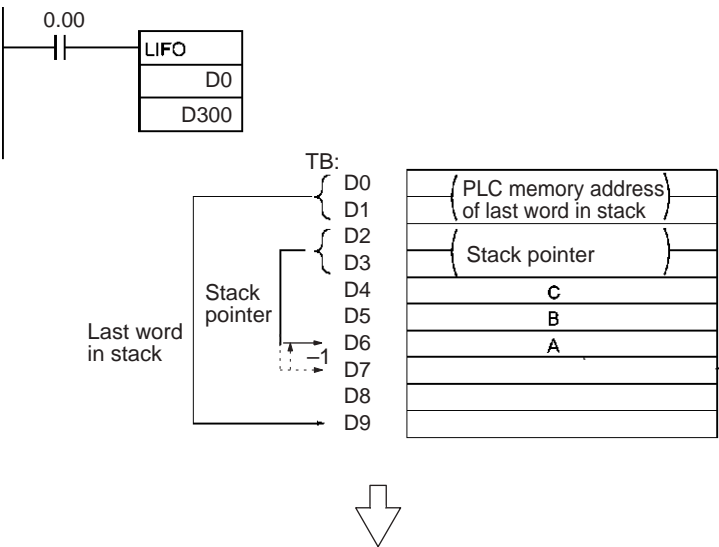 0.00
LIFO
D0
D300
TB:
D0
D1
D2
D3
D4
D5
D6
D7
D8
D9
PLC memory address
of last word in stack
Stack pointer
C
B
A
Stack
pointer
Last word
in stack
–1